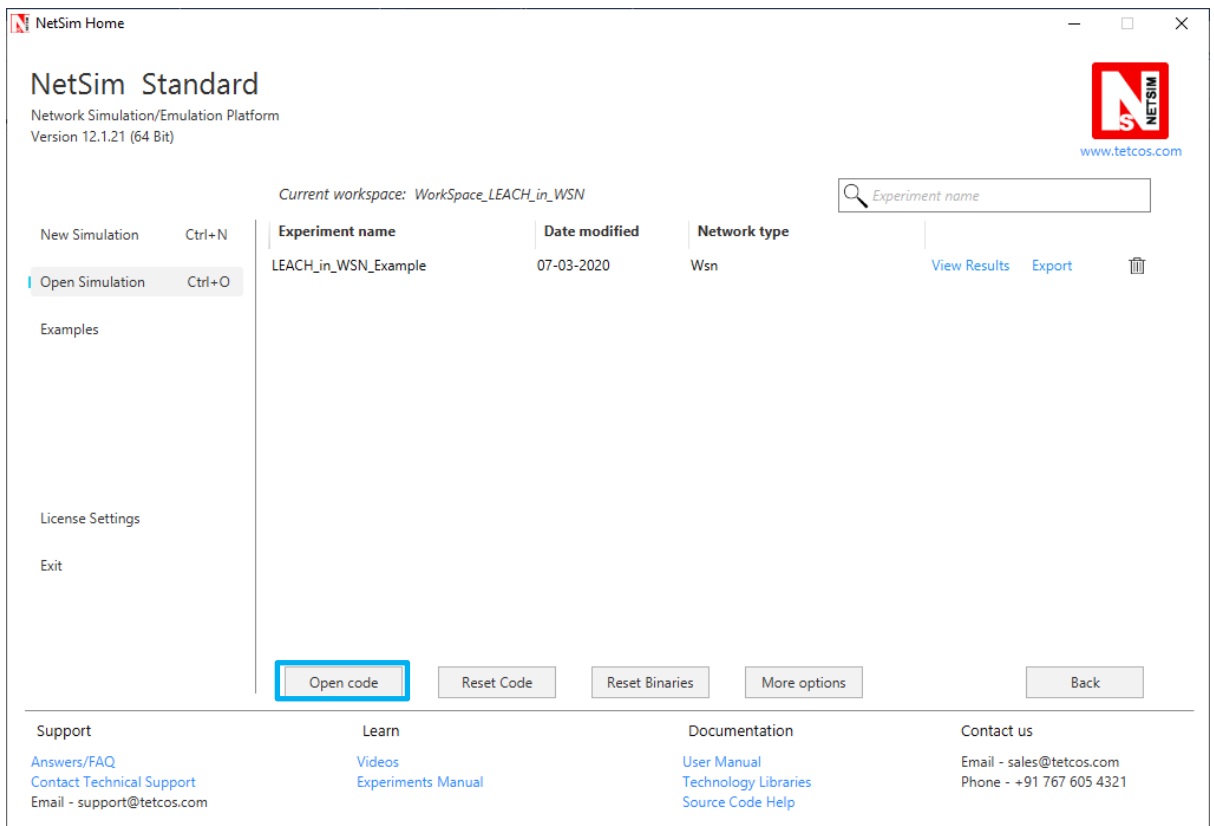 NetSim Home
NetSim Standard
Network Simulation/Emulation Platform
Version 12.1.21 (64 Bit)
N
S
NETSIM
www.tetcos.com
Current workspace: WorkSpace_LEACH_in_WSN
Experiment name
New Simulation Ctrl+N
Open Simulation Ctrl+O
Examples
License Settings
Exit
Experiment name Date modified Network type
LEACH_in_WSN_Example 07-03-2020 Wsn View Results Export
Open code Reset Code Reset Binaries More options Back
Support
Answers/FAQ
Contact Technical Support
Email - support@tetcos.com
Learn
Videos
Experiments Manual
Documentation
User Manual
Technology Libraries
Source Code Help
Contact us
Email - sales@tetcos.com
Phone - +91 767 605 4321